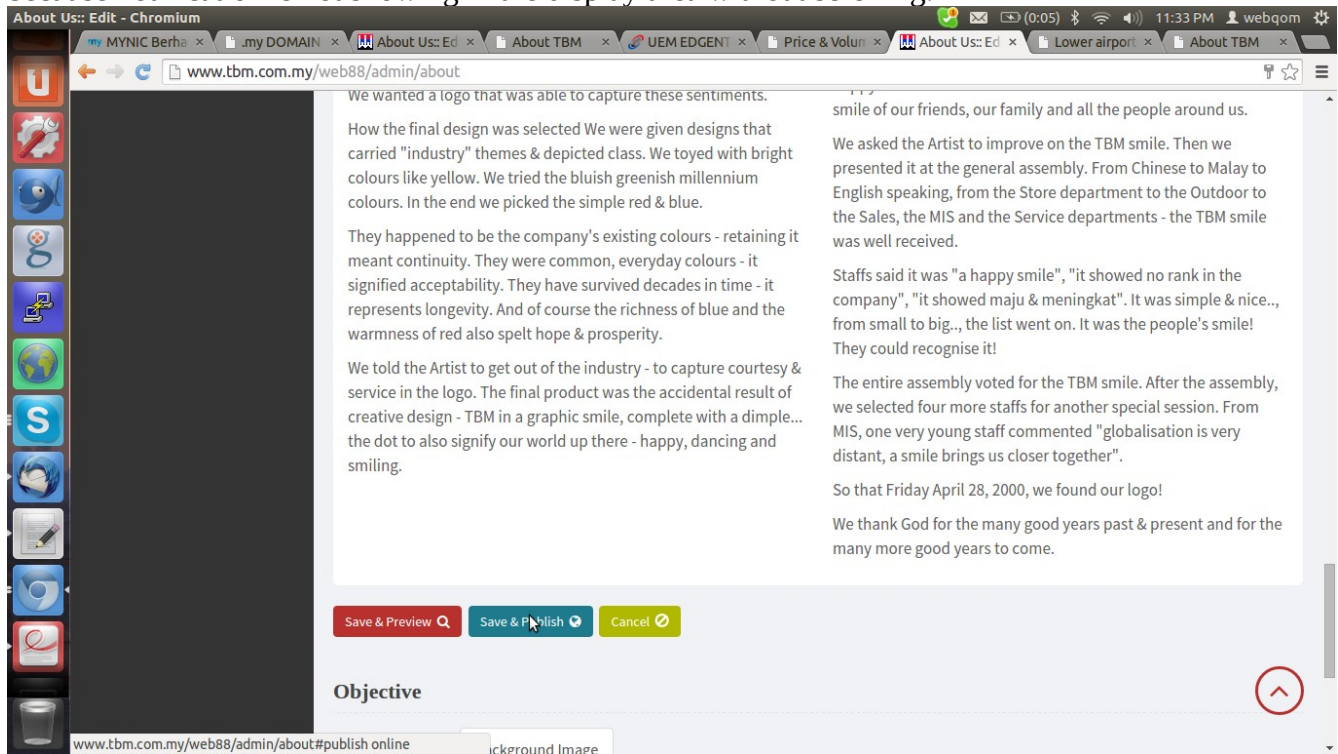 About Us:: Edit - Chromium
(0:05)
11:33 PM
webqom
MYNIC Berha
.my DOMAIN
About Us:: Ed
About TBM
UEM EDGENT
Price & Volum
About Us:: Ed
Lower airport
About TBM
www.tbm.com.my/web88/admin/about
We wanted a logo that was able to capture these sentiments.
How the final design was selected We were given designs that
carried "industry" themes & depicted class. We toyed with bright
colours like yellow. We tried the bluish greenish millennium
colours. In the end we picked the simple red & blue.
They happened to be the company's existing colours - retaining it
meant continuity. They were common, everyday colours - it
signified acceptability. They have survived decades in time - it
represents longevity. And of course the richness of blue and the
warmness of red also spelt hope & prosperity.
We told the Artist to get out of the industry - to capture courtesy &
service in the logo. The final product was the accidental result of
creative design - TBM in a graphic smile, complete with a dimple...
the dot to also signify our world up there - happy, dancing and
smiling.
smile of our friends, our family and all the people around us.
We asked the Artist to improve on the TBM smile. Then we
presented it at the general assembly. From Chinese to Malay to
English speaking, from the Store department to the Outdoor to
the Sales, the MIS and the Service departments - the TBM smile
was well received.
Staffs said it was "a happy smile", "it showed no rank in the
company", "it showed maju & meningkat". It was simple & nice..,
from small to big.., the list went on. It was the people's smile!
They could recognise it!
The entire assembly voted for the TBM smile. After the assembly,
we selected four more staffs for another special session. From
MIS, one very young staff commented "globalisation is very
distant, a smile brings us closer together".
So that Friday April 28, 2000, we found our logo!
We thank God for the many good years past & present and for the
many more good years to come.
Save & Preview
Save & Publish
Cancel
Objective
www.tbm.com.my/web88/admin/about#publish online
ckground Image